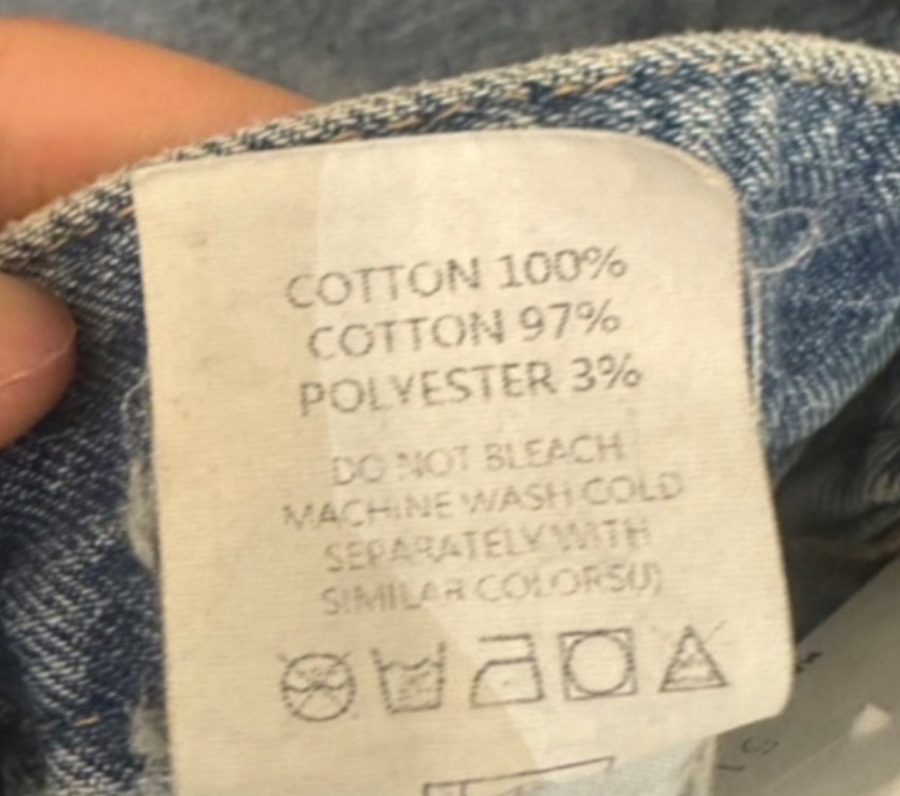 COTTON 100%
COTTON 97%
POLYESTER 3%
DO NOT BLEACH
MACHINE WASH COLD
SEPARATELY WITH
SIMILAR COLORS(J)